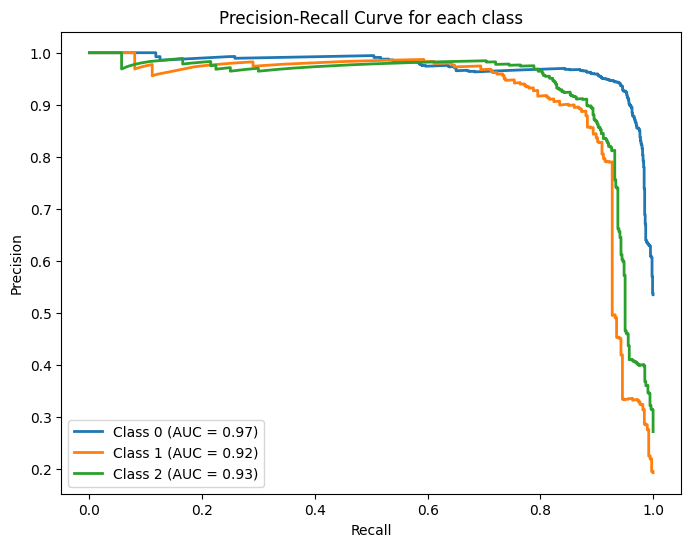 Precision-Recall Curve for each class
Precision
1.0
0.9
0.8
0.7
0.6
0.5
0.4
0.3
0.2
Class 0 (AUC = 0.97)
Class 1 (AUC = 0.92)
Class 2 (AUC = 0.93)
0.0 0.2 0.4 0.6 0.8 1.0
Recall